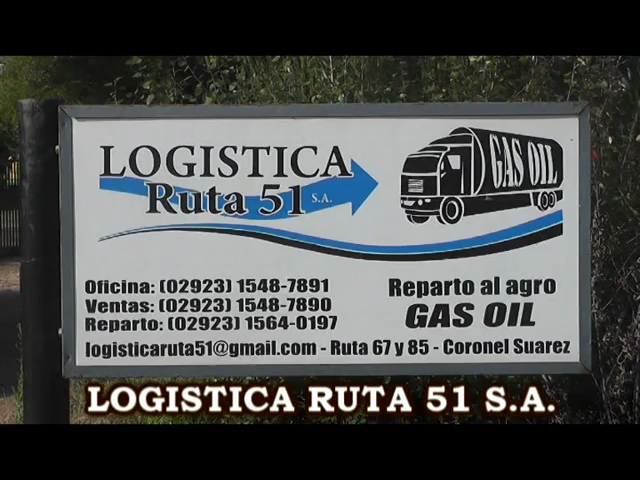 LOGISTICA
Ruta 51 S.A.
GAS OIL
Oficina: (02923) 1548-7891
Ventas: (02923) 1548-7890
Reparto: (02923) 1564-0197
Reparto al agro
GAS OIL
logisticaruta51@gmail.com - Ruta 67 y 85 - Coronel Suarez
LOGISTICA RUTA 51 S.A.